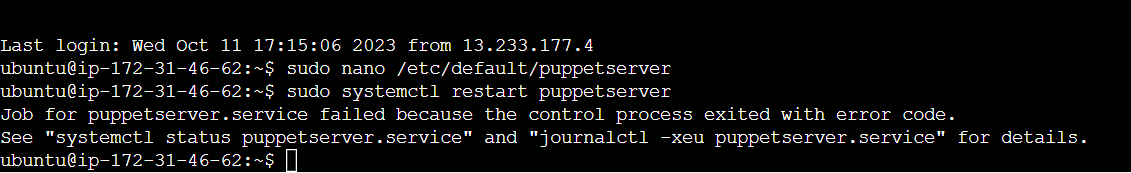 Last login: Wed Oct 11 17:15:06 2023 from 13.233.177.4
ubuntu@ip-172-31-46-62:~$ sudo nano /etc/default/puppetserver
ubuntu@ip-172-31-46-62:~$ sudo systemctl restart puppetserver
Job for puppetserver.service failed because the control process exited with error code.
See "systemctl status puppetserver.service" and "journalctl -xeu puppetserver.service" for details.
ubuntu@ip-172-31-46-62:~$